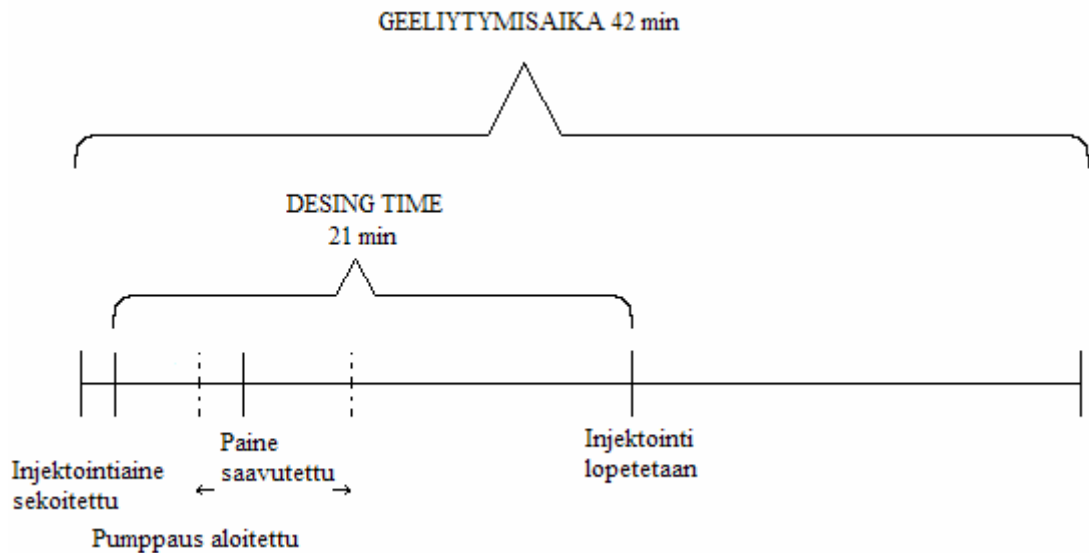 GEELIYTYMISAIKA 42 min
DESING TIME
21 min
Injektointiaine
sekoitettu
Pumppaus aloitettu
Paine
saavutettu
Injektointi
lopetetaan